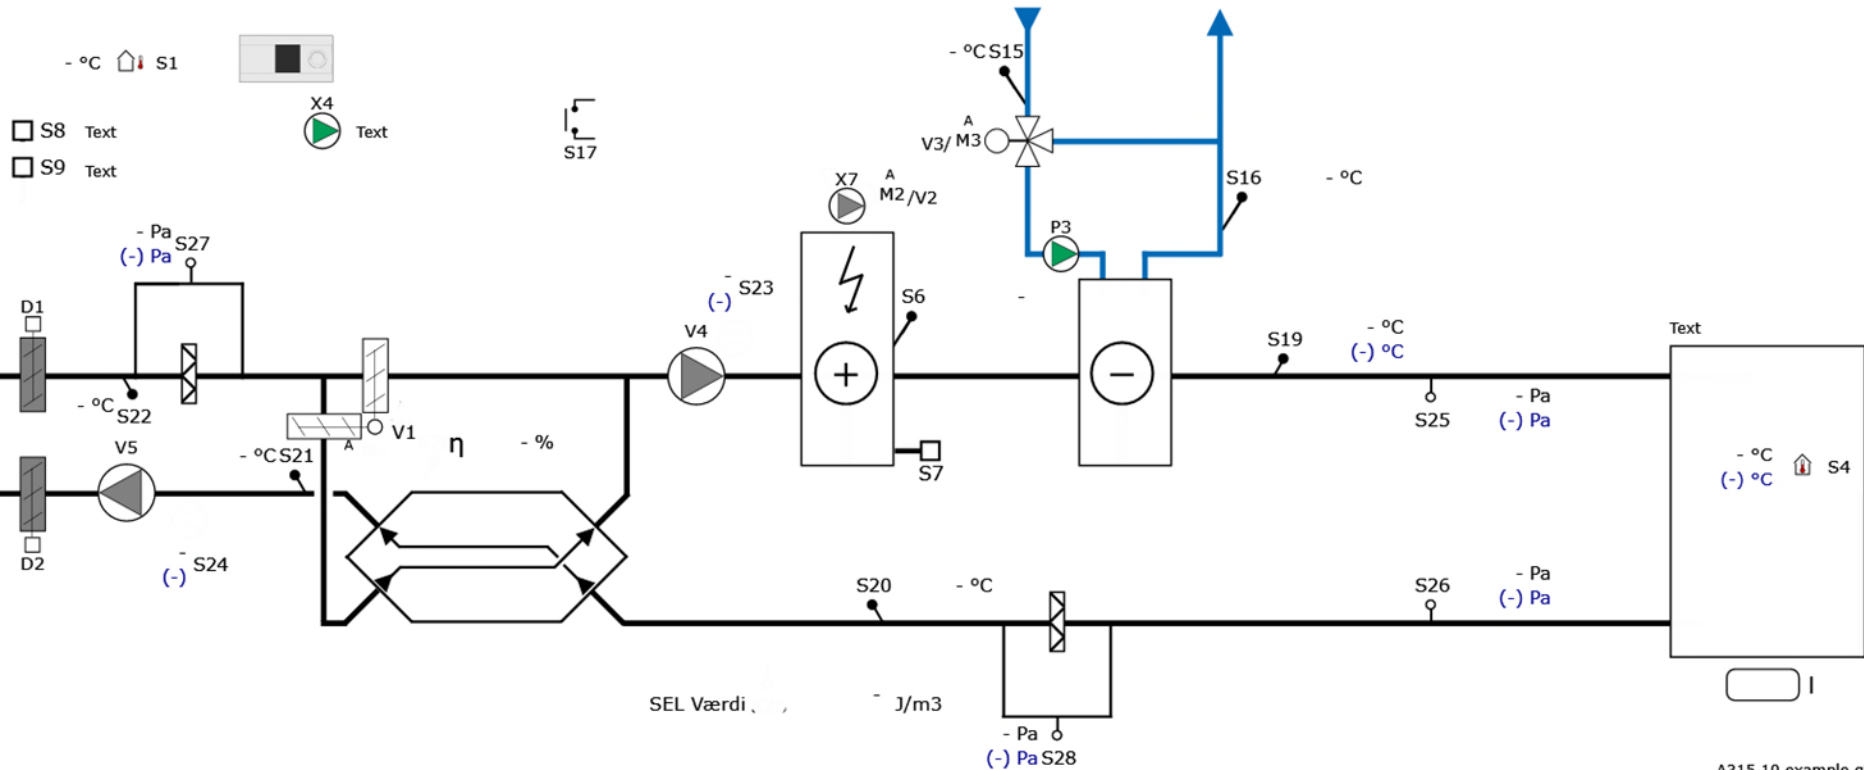 - °C S1
X4
Text
S8 Text
S9 Text
S17
- °C S15
A
V3/ M3
X7
A
M2 /V2
S16 - °C
P3
- Pa
(-) Pa
S27
D1
-
(-)
S23
S6
-
V4
S19
- °C
(-) °C
Text
- °C
S22
S25
- Pa
(-) Pa
V5
A
V1
η - %
- °C S21
S7
- °C
(-) °C
S4
D2
-
(-)
S24
S20 - °C
S26
- Pa
(-) Pa
SEL Værdi - J/m3
I
- Pa
(-) Pa S28